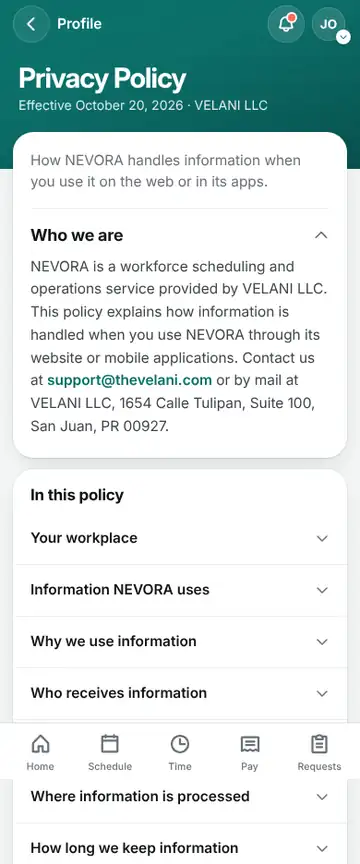 Profile
JO
Privacy Policy
Effective October 20, 2026 · VELANI LLC
How NEVORA handles information when
you use it on the web or in its apps.
Who we are
NEVORA is a workforce scheduling and
operations service provided by VELANI LLC.
This policy explains how information is
handled when you use NEVORA through its
website or mobile applications. Contact us
at support@thevelani.com or by mail at
VELANI LLC, 1654 Calle Tulipan, Suite 100,
San Juan, PR 00927.
In this policy
Your workplace
Information NEVORA uses
Why we use information
Who receives information
Home
Schedule
Time
Pay
Requests
Where information is processed
How long we keep information